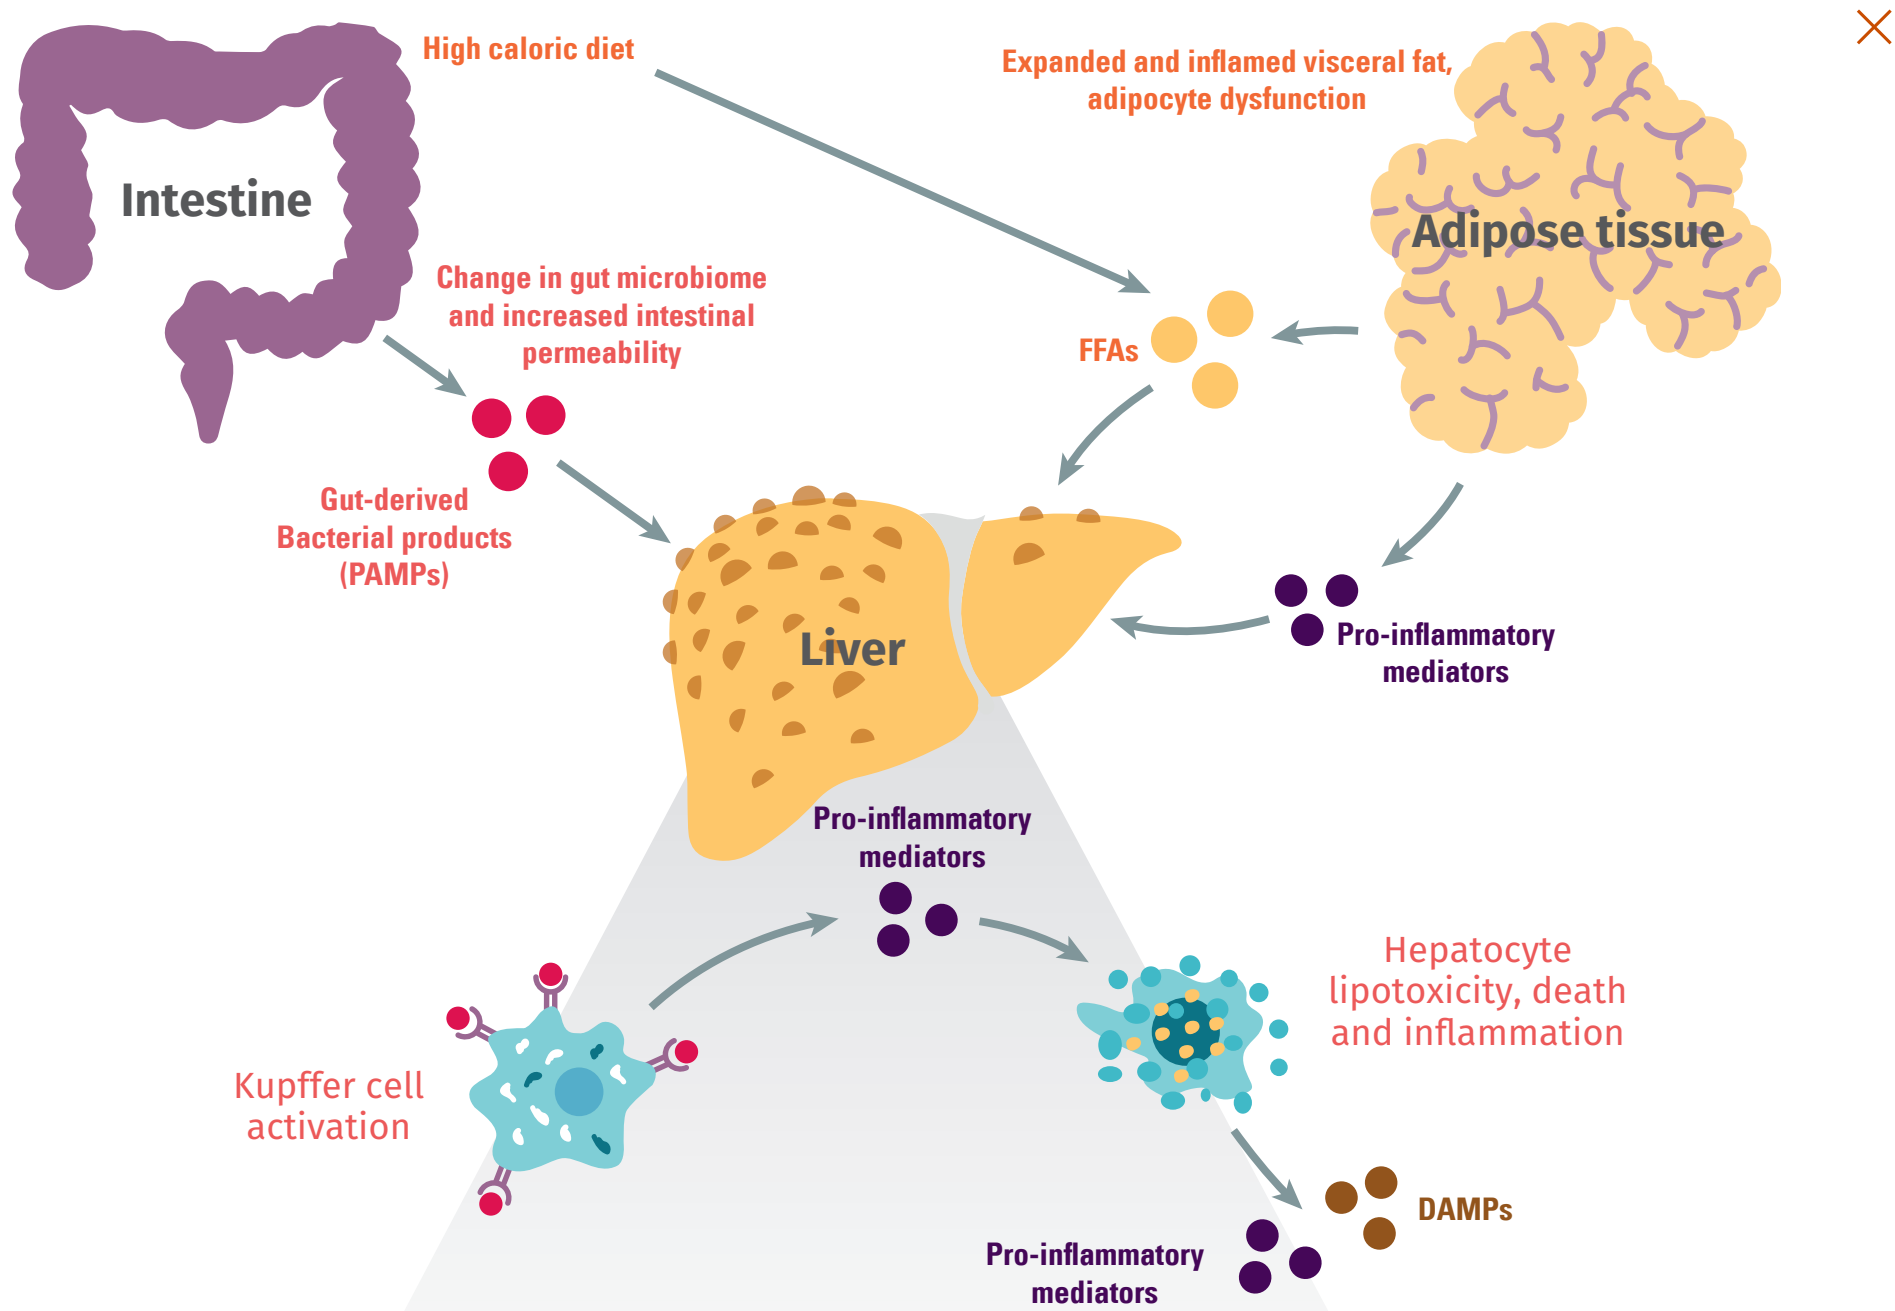 High caloric diet
Expanded and inflamed visceral fat,
adipocyte dysfunction
Intestine
Adipose tissue
Change in gut microbiome
and increased intestinal
permeability
FFAs
Gut-derived
Bacterial products
(PAMPs)
Liver
Pro-inflammatory
mediators
Pro-inflammatory
mediators
Hepatocyte
lipotoxicity, death
and inflammation
Kupffer cell
activation
DAMPs
Pro-inflammatory
mediators